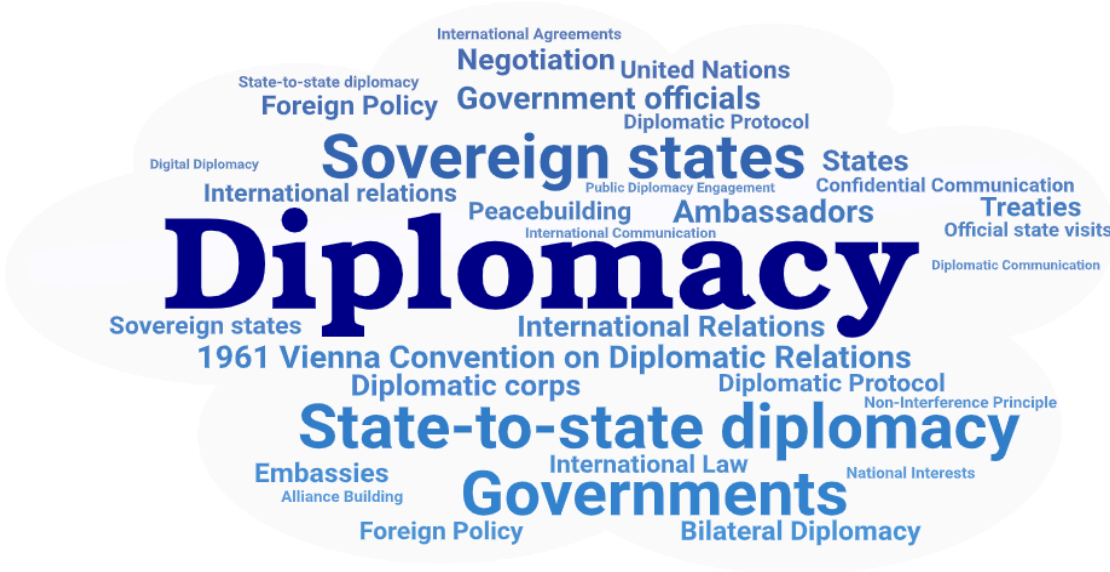 International Agreements
Negotiation
United Nations
State-to-state diplomacy
Foreign Policy
Government officials
Diplomatic Protocol
Sovereign states
States
Digital Diplomacy
International relations
Public Diplomacy Engagement
Confidential Communication
Peacebuilding
Ambassadors
Treaties
International Communication
Official state visits
Diplomacy
Diplomatic Communication
Sovereign states
International Relations
1961 Vienna Convention on Diplomatic Relations
Diplomatic corps
Diplomatic Protocol
Non-Interference Principle
State-to-state diplomacy
International Law
Embassies
National Interests
Alliance Building
Governments
Foreign Policy
Bilateral Diplomacy